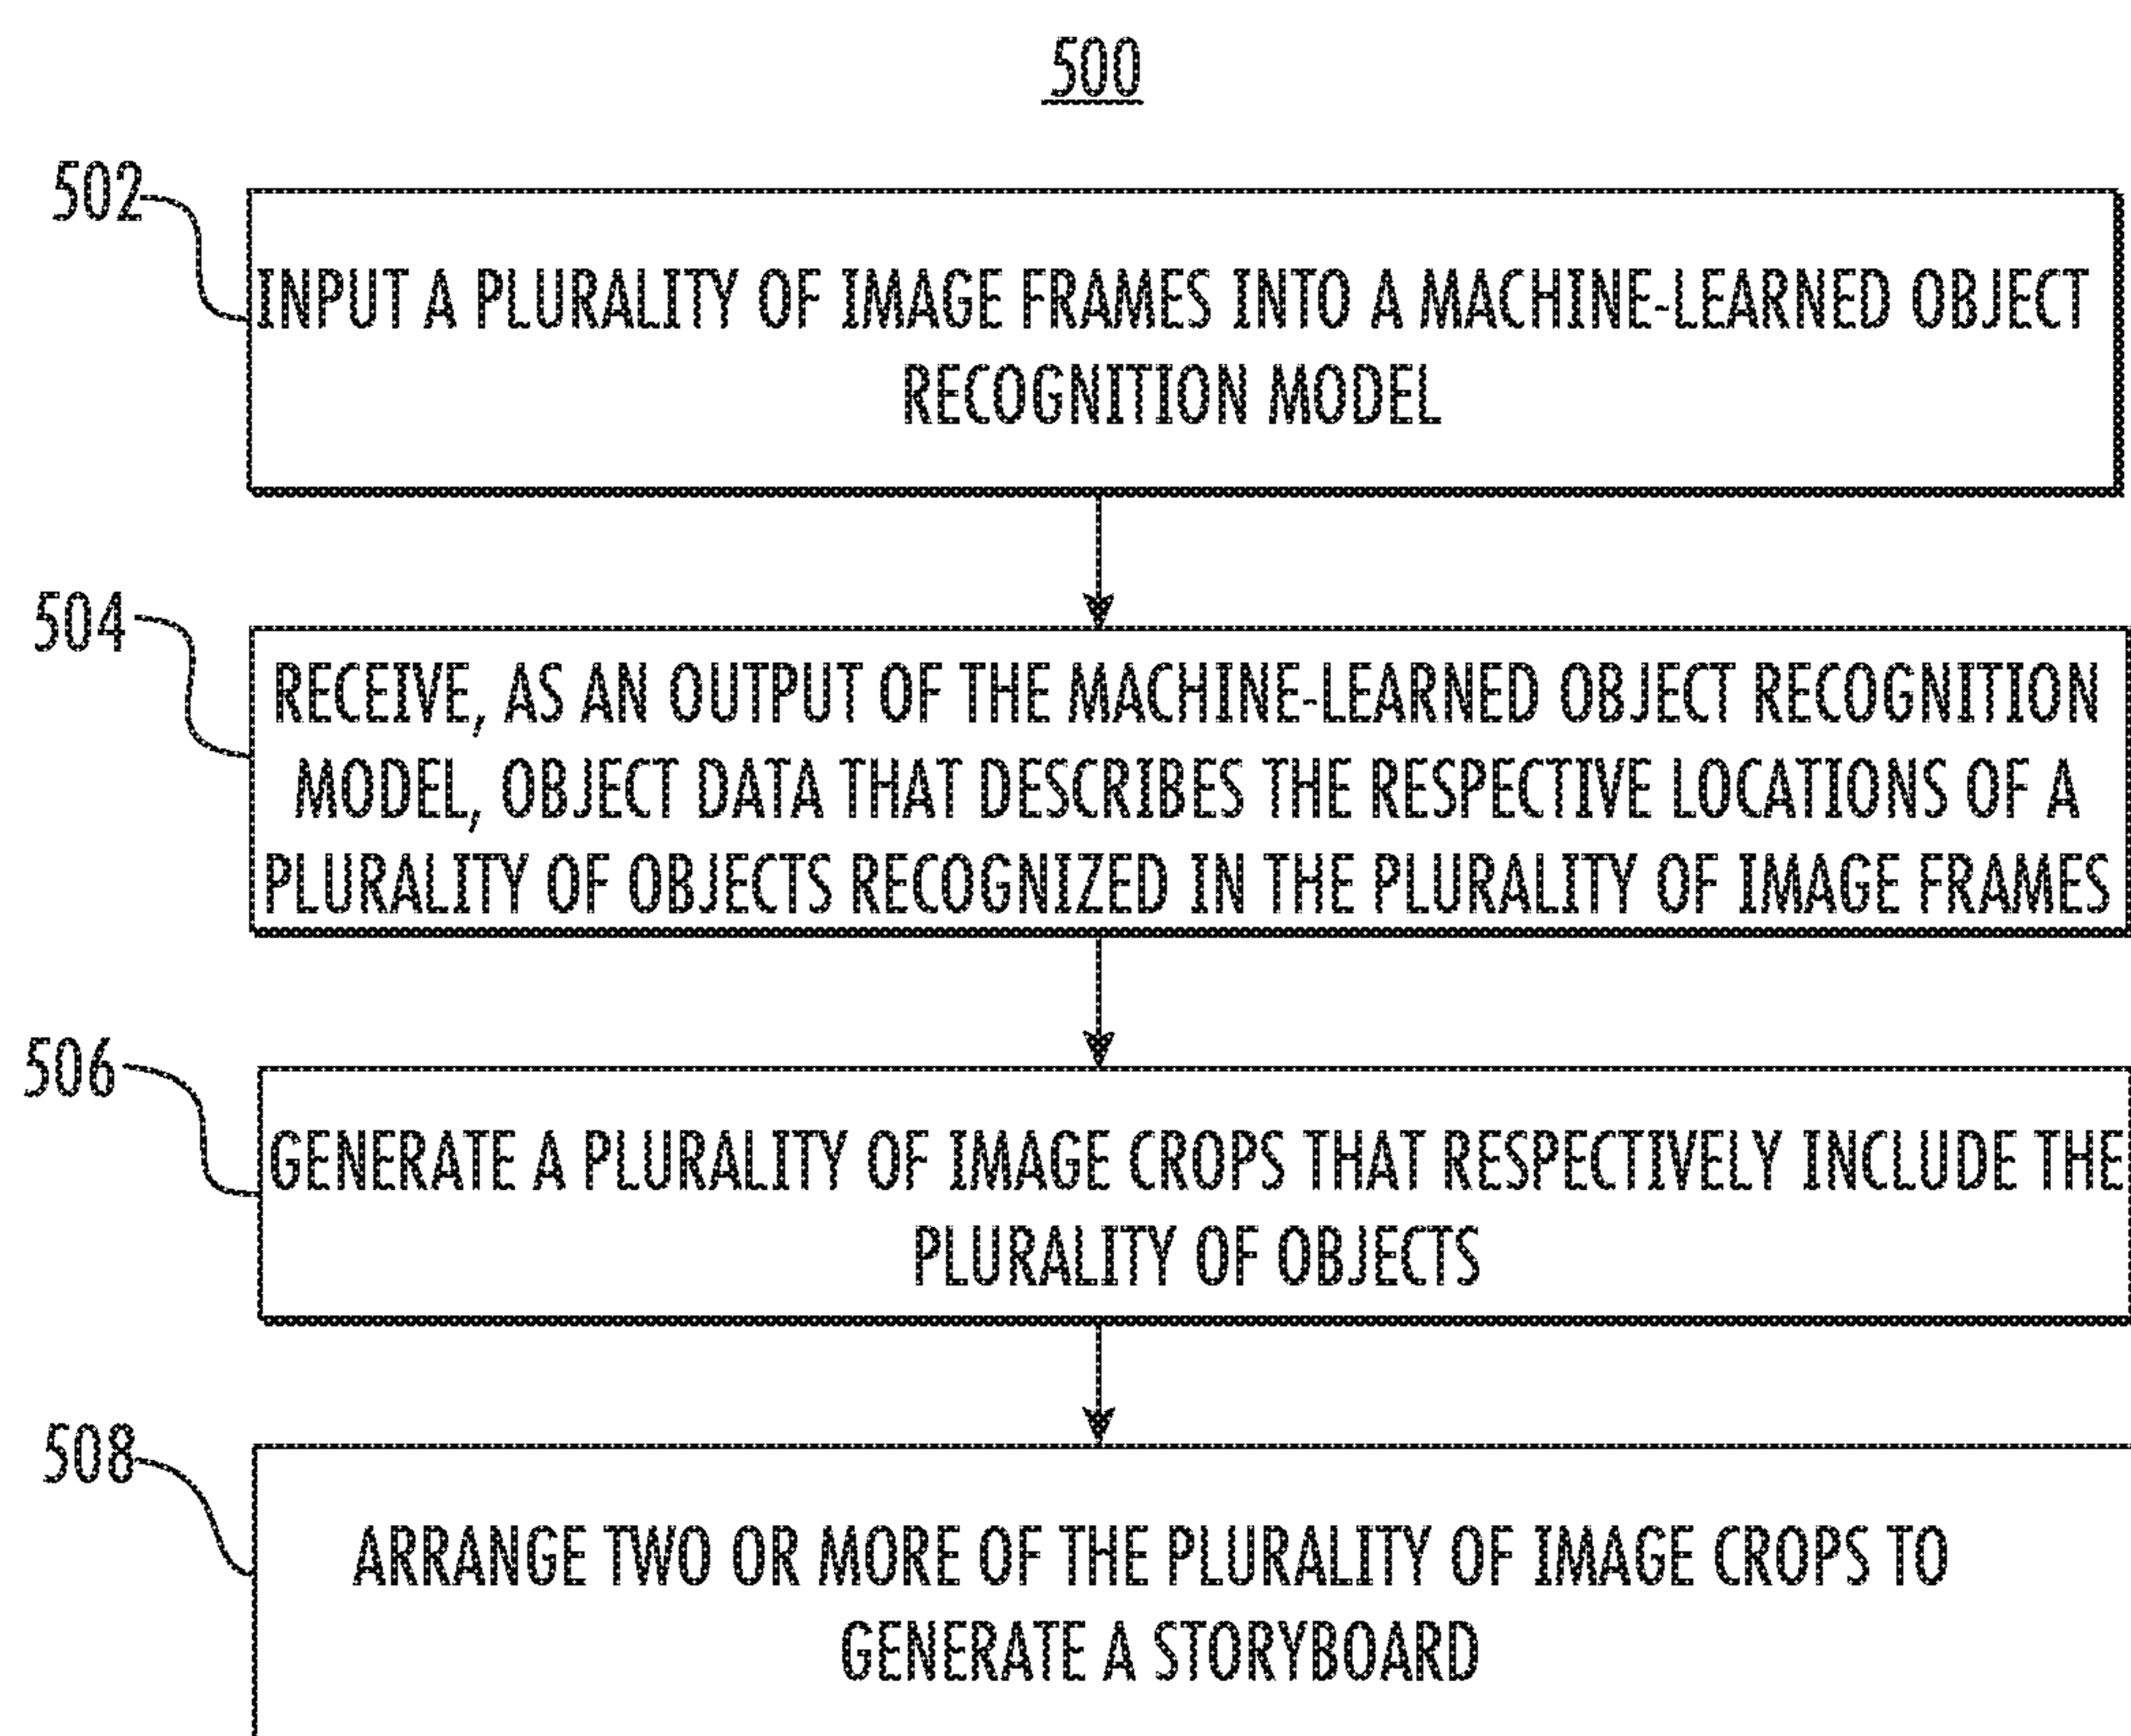 500
502
INPUT A PLURALITY OF IMAGE FRAMES INTO A MACHINE-LEARNED OBJECT
RECOGNITION MODEL
504
RECEIVE, AS AN OUTPUT OF THE MACHINE-LEARNED OBJECT RECOGNITION
MODEL, OBJECT DATA THAT DESCRIBES THE RESPECTIVE LOCATIONS OF A
PLURALITY OF OBJECTS RECOGNIZED IN THE PLURALITY OF IMAGE FRAMES
506
GENERATE A PLURALITY OF IMAGE CROPS THAT RESPECTIVELY INCLUDE THE
PLURALITY OF OBJECTS
508
ARRANGE TWO OR MORE OF THE PLURALITY OF IMAGE CROPS TO
GENERATE A STORYBOARD